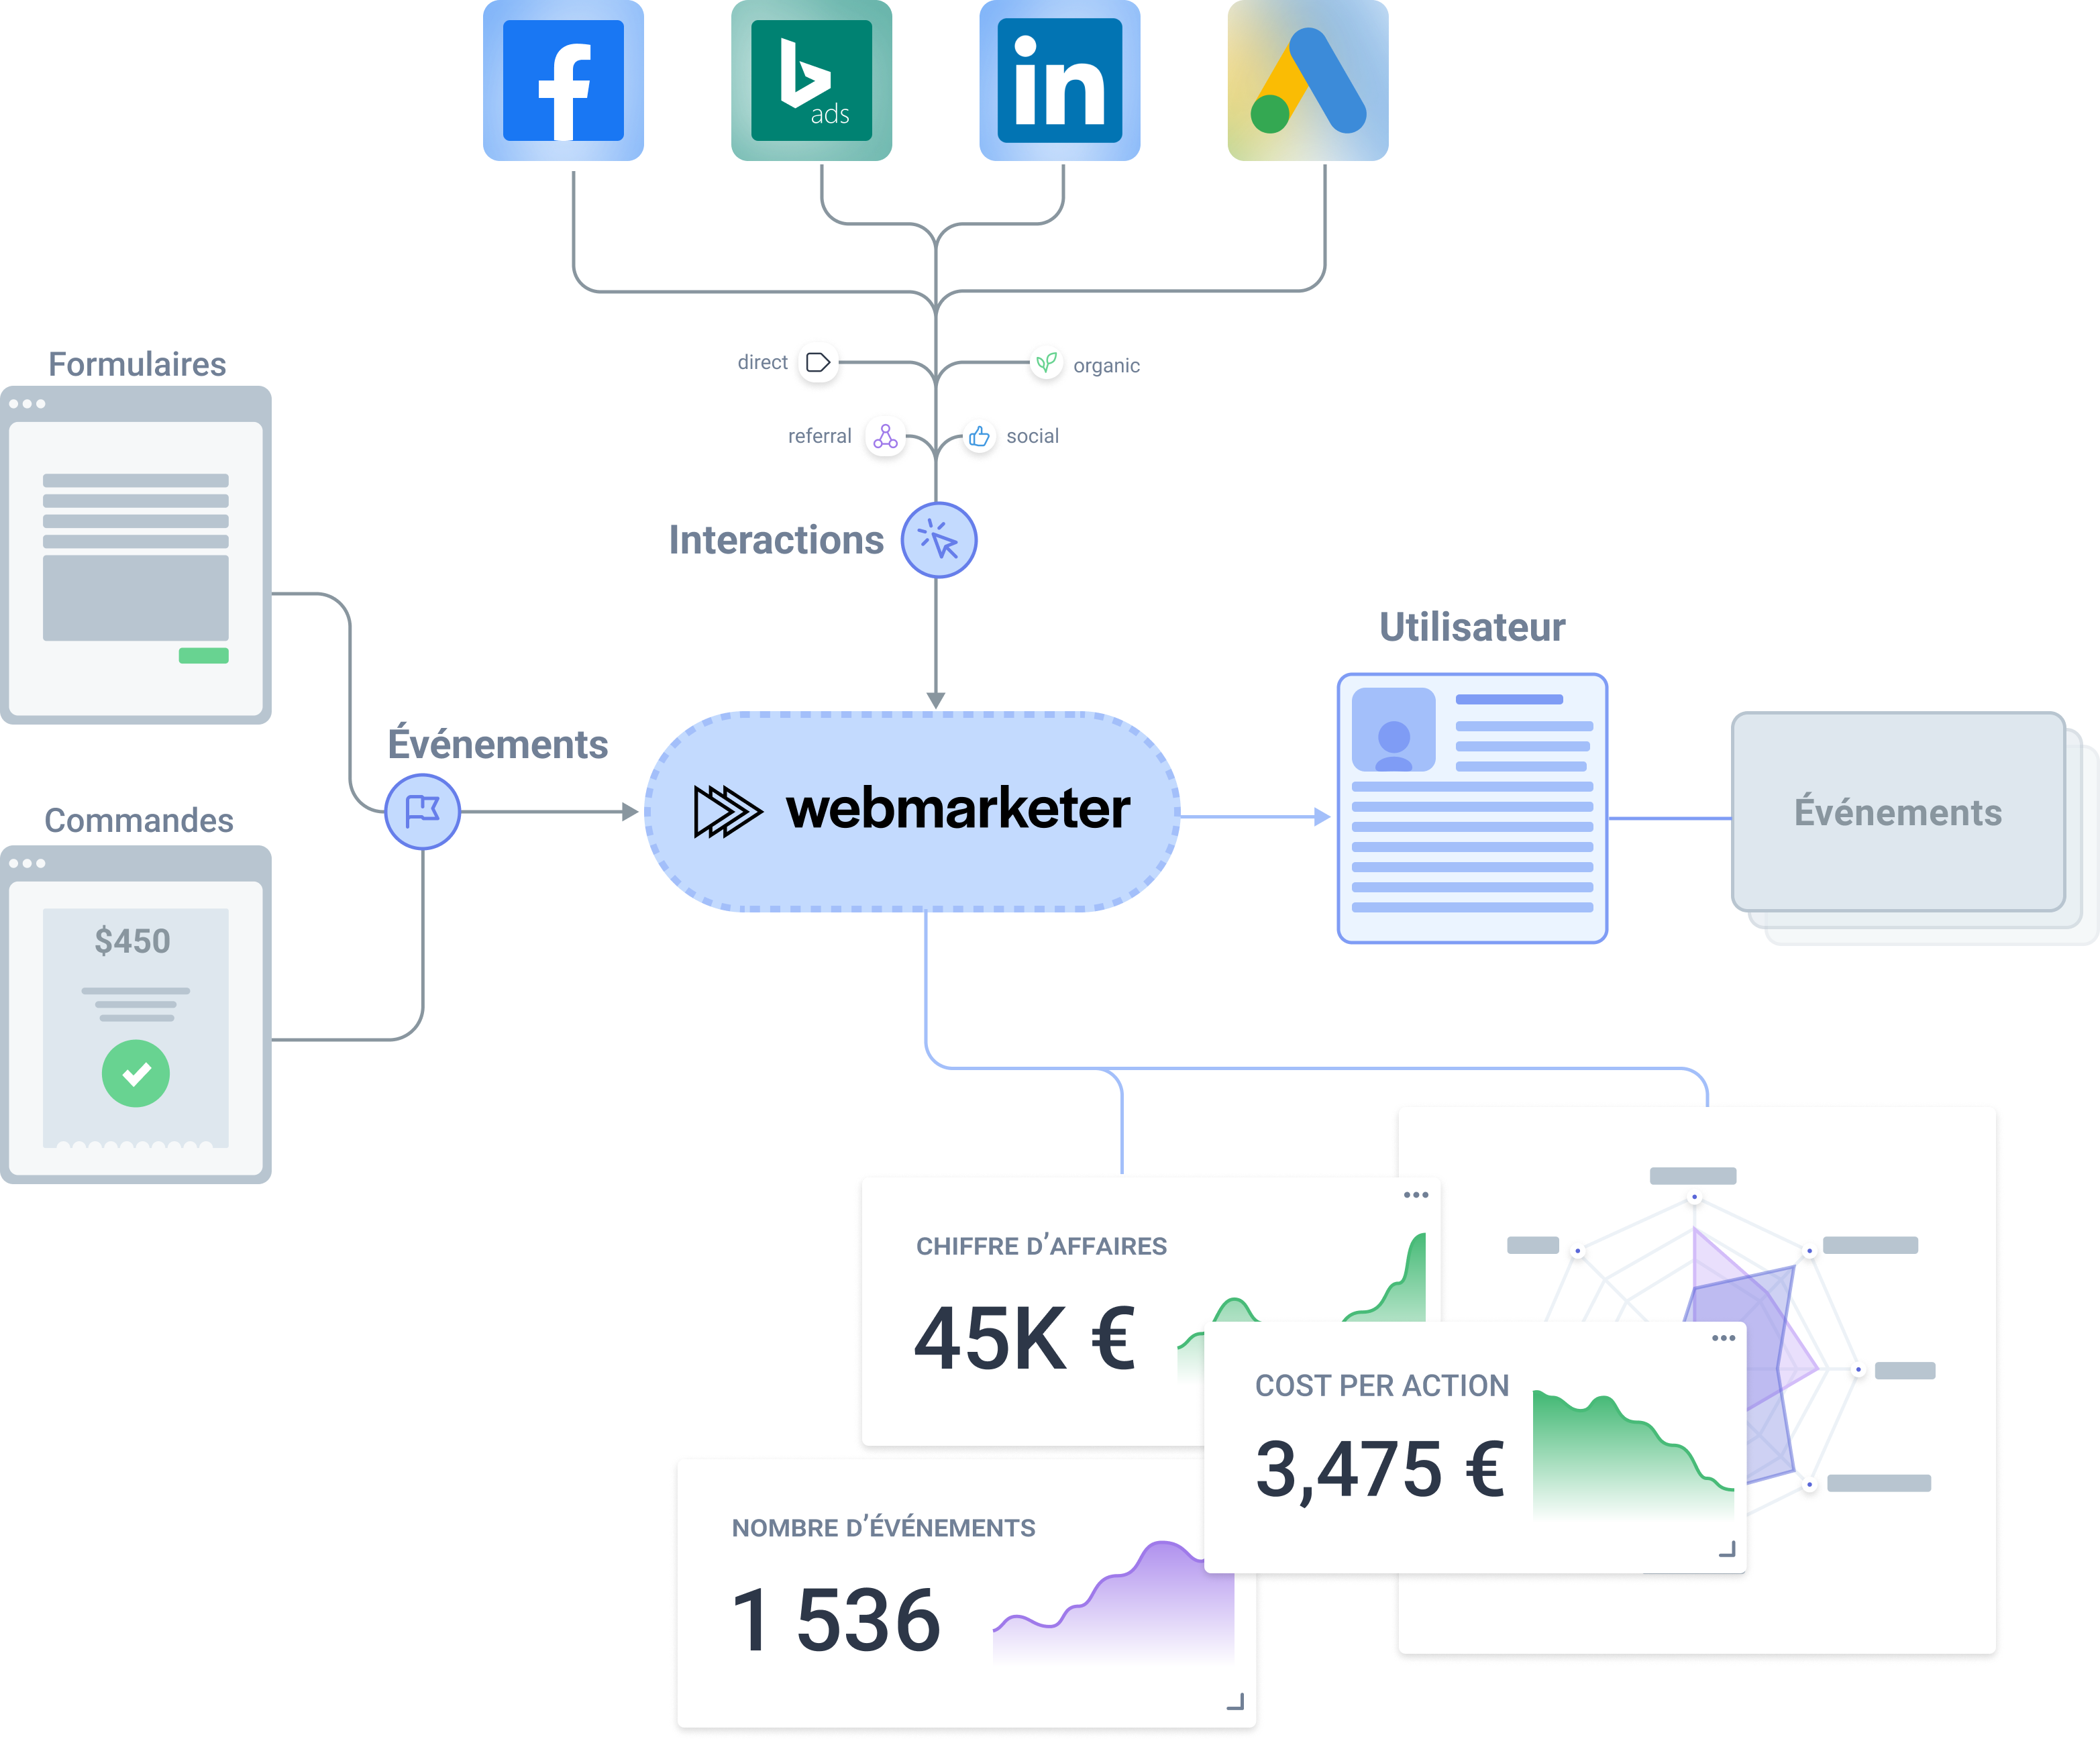 ads
direct
organic
referral
social
Interactions
Formulaires
Événements
Commandes
$450
webmarketer
Utilisateur
Événements
CHIFFRE D’AFFAIRES
45K €
COST PER ACTION
3,475 €
NOMBRE D’ÉVÉNEMENTS
1 536